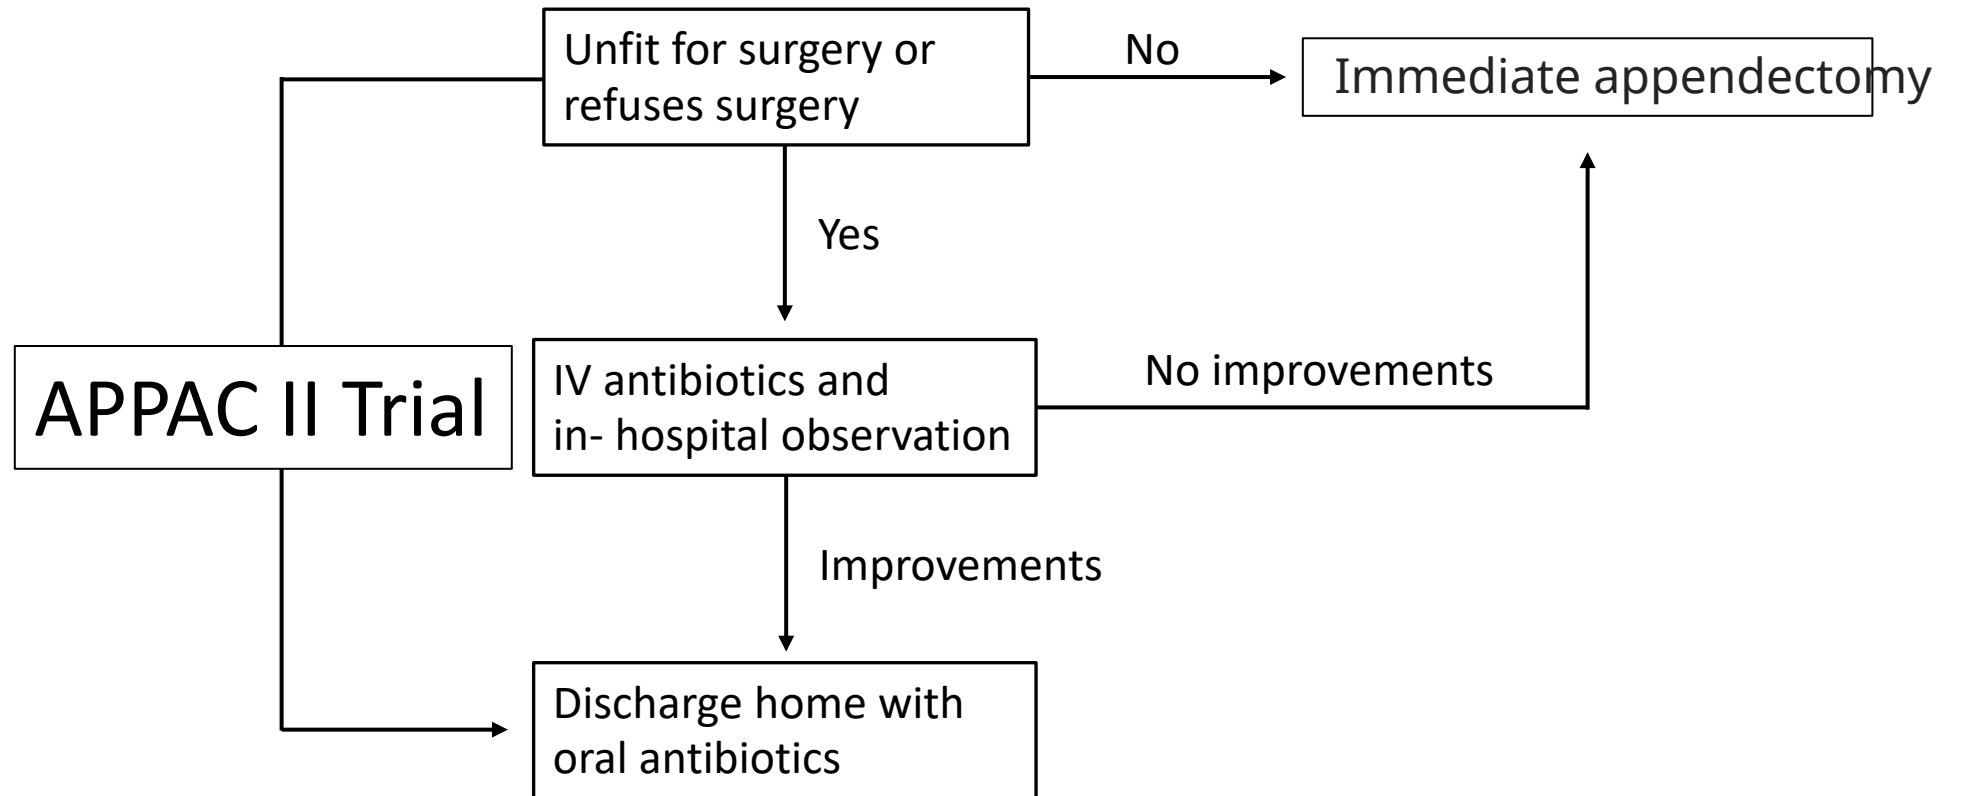 Unfit for surgery or
refuses surgery
No
Immediate appendectomy
Yes
APPAC II Trial
IV antibiotics and
in- hospital observation
No improvements
Improvements
Discharge home with
oral antibiotics